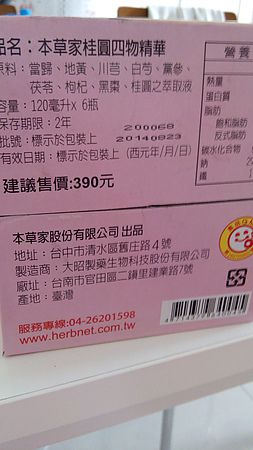 品名：本草家桂圓四物精華
原料：當歸、地黃、川芎、白芍、黨參、
茯苓、枸杞、黑棗、桂圓之萃取液
容量：120毫升x 6瓶
保存期限：2年
批號：標示於包裝上
200068
20140823
有效日期：標示於包裝上 (西元年/月/日)
建議售價:390元
營養
熱量
蛋白質
脂肪
飽和脂肪
反式脂肪
碳水化合物
鈉
本草家股份有限公司 出品
地址：台中市清水區舊庄路４號
製造商：大昭製藥生物科技股份有限公司
廠址：台南市官田區二鎮里建業路7號
產地：臺灣
服務專線:04-26201598
www.herbnet.com.tw